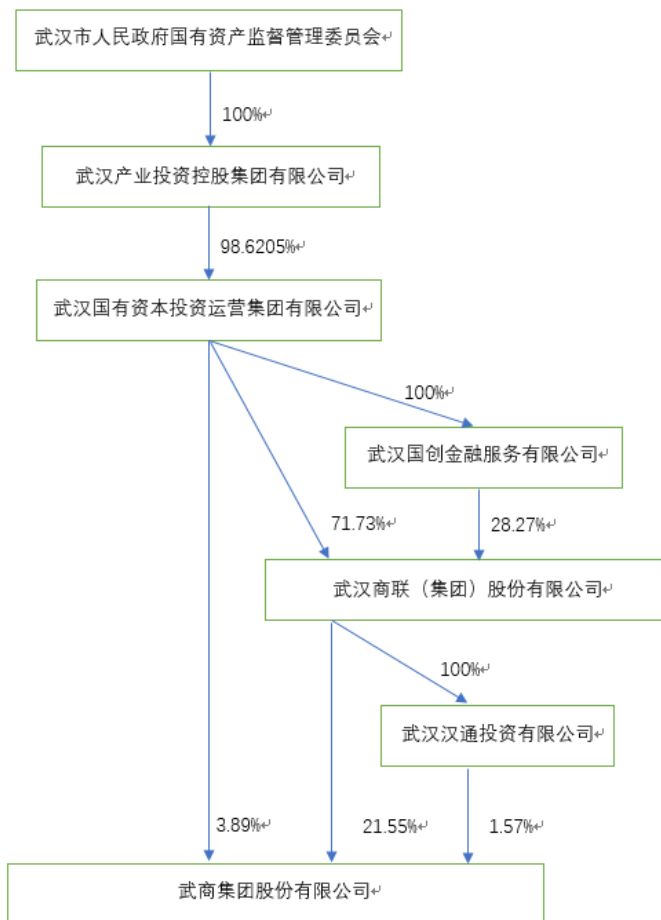 武汉市人民政府国有资产监督管理委员会
100%
武汉产业投资控股集团有限公司
98.6205%
武汉国有资本投资运营集团有限公司
100%
武汉国创金融服务有限公司
71.73%
28.27%
武汉商联（集团）股份有限公司
100%
武汉汉通投资有限公司
3.89%
21.55%
1.57%
武商集团股份有限公司